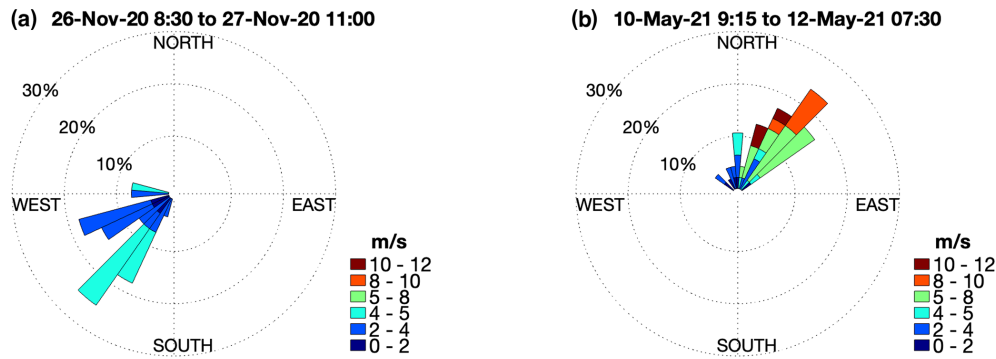 (a) 26-Nov-20 8:30 to 27-Nov-20 11:00
NORTH
30%
20%
10%
WEST
EAST
SOUTH
m/s
10 - 12
8 - 10
5 - 8
4 - 5
2 - 4
0 - 2
(b) 10-May-21 9:15 to 12-May-21 07:30
NORTH
30%
20%
10%
WEST
EAST
SOUTH
m/s
10 - 12
8 - 10
5 - 8
4 - 5
2 - 4
0 - 2